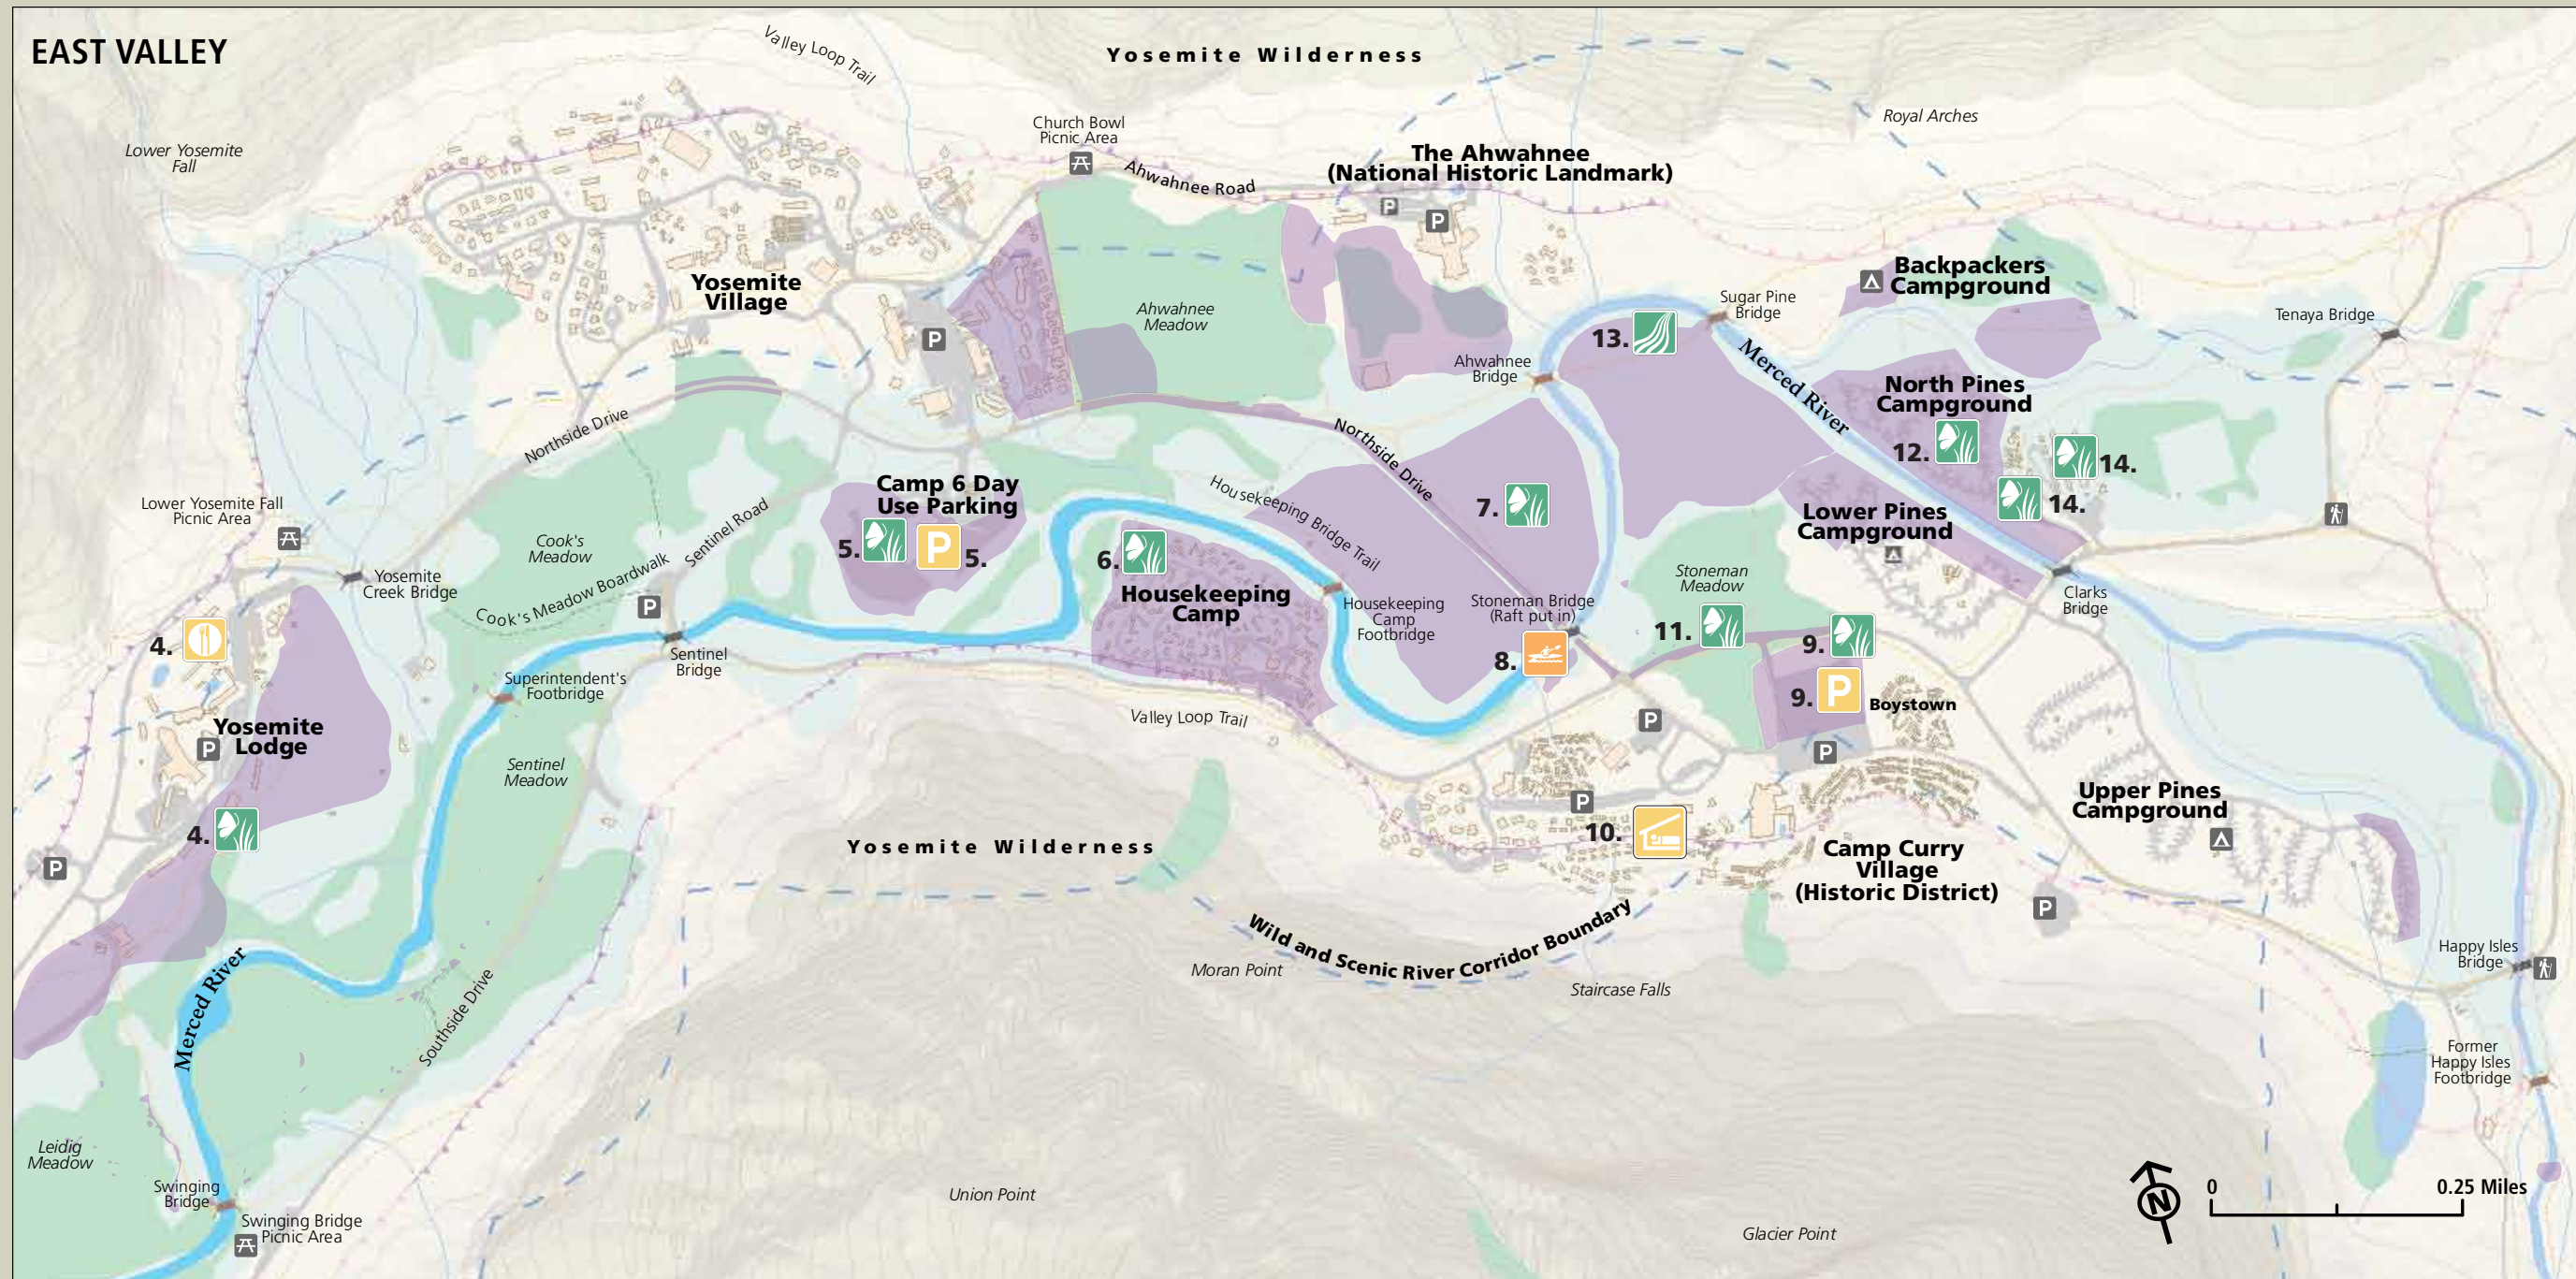 EAST VALLEY
Valley Loop Trail
Yosemite Wilderness
Royal Arches
Lower Yosemite
Fall
Church Bowl
Picnic Area
Ahwahnee Road
The Ahwahnee
(National Historic Landmark)
P
P
Backpackers
Campground
Yosemite
Village
P
Ahwahnee
Meadow
Sugar Pine
Bridge
Tenaya Bridge
13.
Ahwahnee
Bridge
Merced River
North Pines
Campground
12.
14.
14.
Northside Drive
Northside Drive
Lower Yosemite Fall
Picnic Area
Cook's
Meadow
Sentinel Road
Camp 6 Day
Use Parking
5.
P
5.
Housekeeping Bridge Trail
7.
Lower Pines
Campground
6.
Housekeeping
Camp
Stoneman
Meadow
Yosemite
Creek Bridge
Cook's Meadow Boardwalk
P
Housekeeping
Camp
Footbridge
Stoneman Bridge
(Raft put in)
Clarks
Bridge
4.
Sentinel
Bridge
8.
11.
9.
Superintendent's
Footbridge
9.
P
Boystown
Valley Loop Trail
P
Yosemite
Lodge
P
P
Sentinel
Meadow
P
Upper Pines
Campground
4.
10.
Yosemite Wilderness
Camp Curry
Village
(Historic District)
P
P
Wild and Scenic River Corridor Boundary
Happy Isles
Bridge
Moran Point
Staircase Falls
Merced River
Southside Drive
Former
Happy Isles
Footbridge
Leidig
Meadow
Swinging
Bridge
Swinging Bridge
Picnic Area
Union Point
Glacier Point
N
0
0.25 Miles